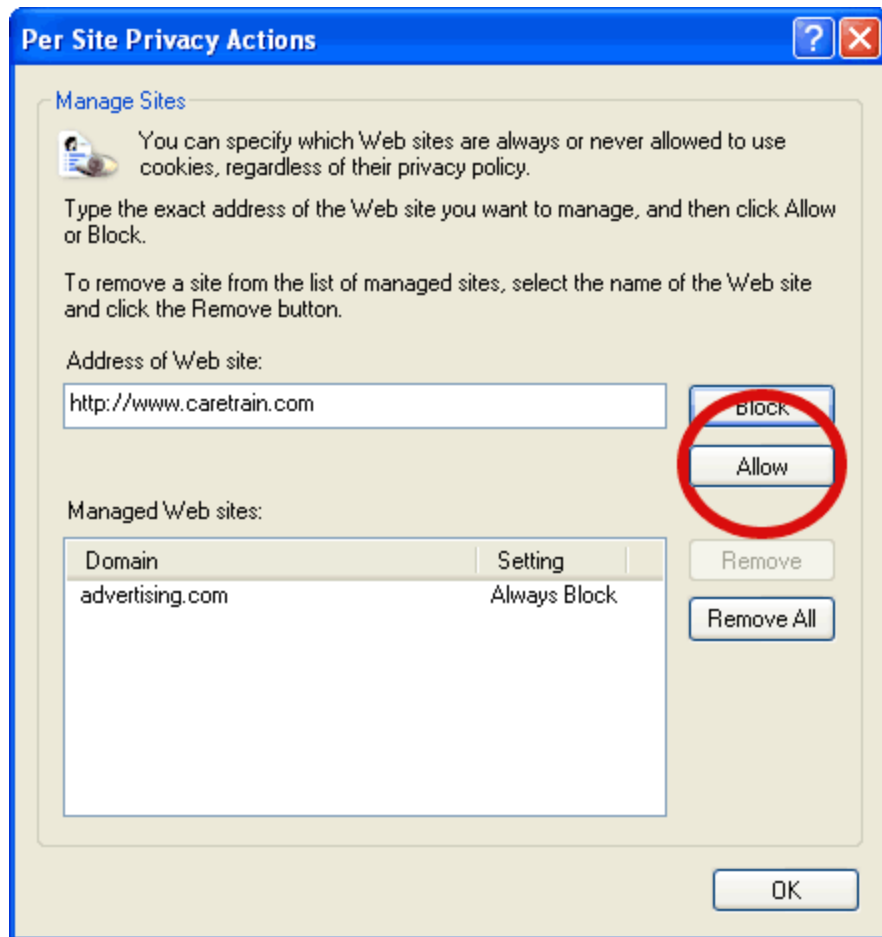 Per Site Privacy Actions
?
Manage Sites
You can specify which Web sites are always or never allowed to use
cookies, regardless of their privacy policy.
Type the exact address of the Web site you want to manage, and then click Allow
or Block.
To remove a site from the list of managed sites, select the name of the Web site
and click the Remove button.
Address of Web site:
http://www.caretrain.com
Block
Allow
Managed Web sites:
Domain Setting
Remove
advertising.com Always Block
Remove All
OK